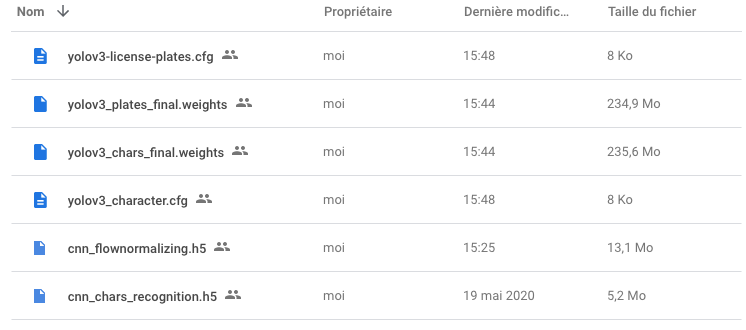 Nom Propriétaire Dernière modific... Taille du fichier
yolov3-license-plates.cfg moi 15:48 8 Ko
yolov3_plates_final.weights moi 15:44 234,9 Mo
yolov3_chars_final.weights moi 15:44 235,6 Mo
yolov3_character.cfg moi 15:48 8 Ko
cnn_flownormalizing.h5 moi 15:25 13,1 Mo
cnn_chars_recognition.h5 moi 19 mai 2020 5,2 Mo